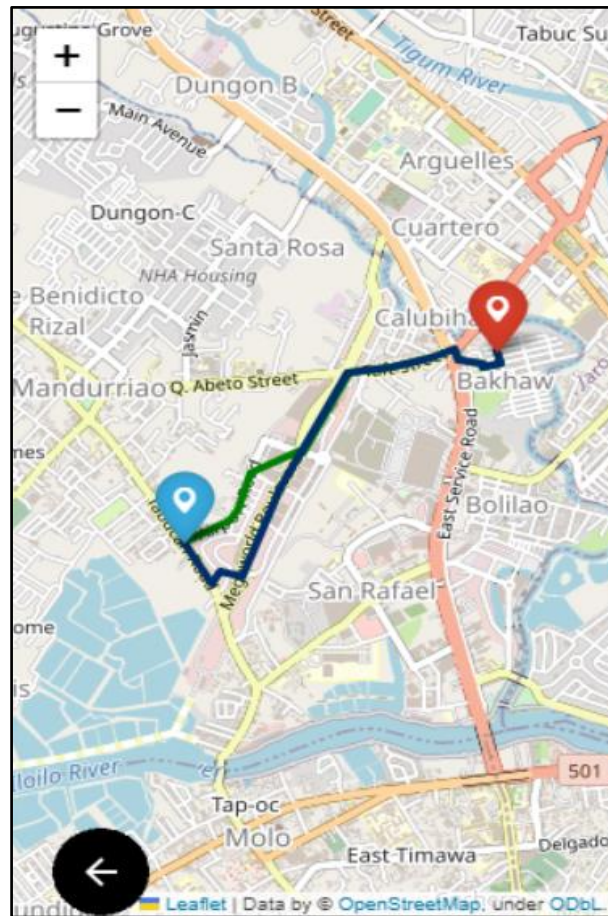 +
−
Grove
Street
Tabuc Su
Tigum River
Dungon B
Main Avenue
Arguelles
Dungon-C
Cuartero
Santa Rosa
NHA Housing
Benidicto
Rizal
Jasmin
Calubiha
Q. Abeto Street
Bakhaw
Mandurriao
East Service Road
Bolilao
San Rafael
ome
Iloilo River
501
Tap-oc
Molo
East Timawa
Delgado
Leaflet | Data by © OpenStreetMap, under ODbL.